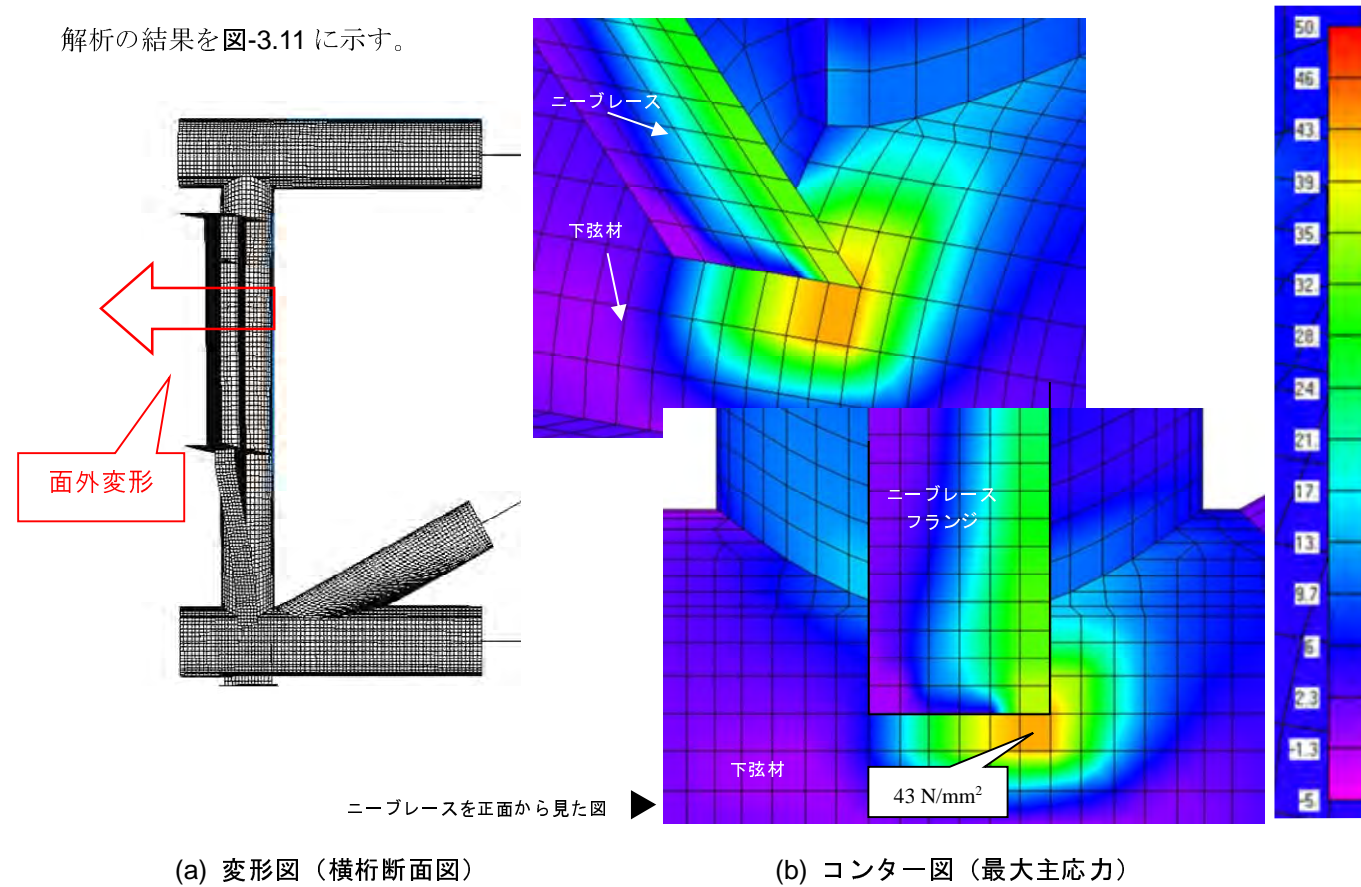 解析の結果を図-3.11 に示す。
面外変形
ニーブレース
下弦材
ニーブレース
フランジ
下弦材
43 N/mm²
ニーブレースを正面から見た図 ▶
50.
46.
43.
39.
35.
32.
28.
24.
21.
17.
13.
9.7
6.
2.3
-1.3
-5.
(a) 変形図（横桁断面図）
(b) コンター図（最大主応力）